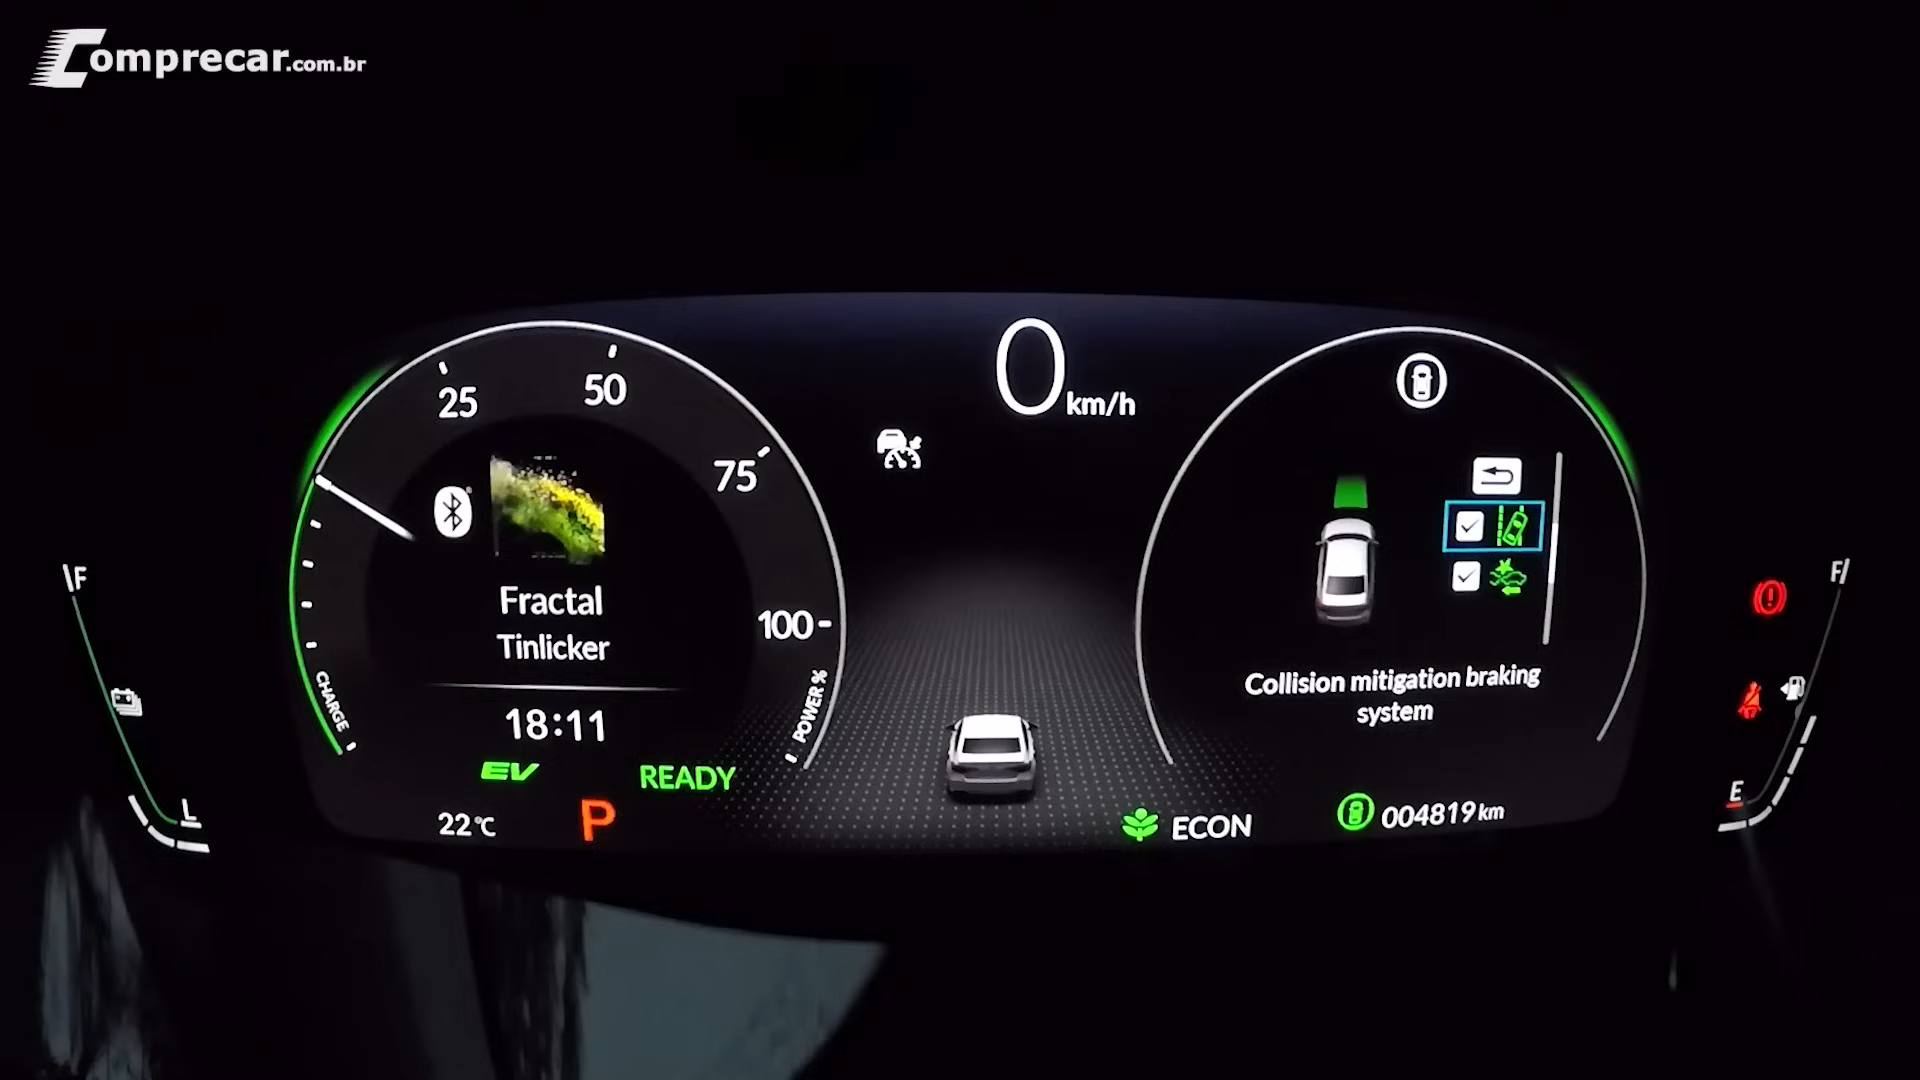 Comprecar.com.br
0 km/h
25
50
75
100
Fractal
Tinlicker
18:11
CHARGE
POWER %
EV
READY
22°C
P
F
L
Collision mitigation braking
system
ECON
004819 km
F
E